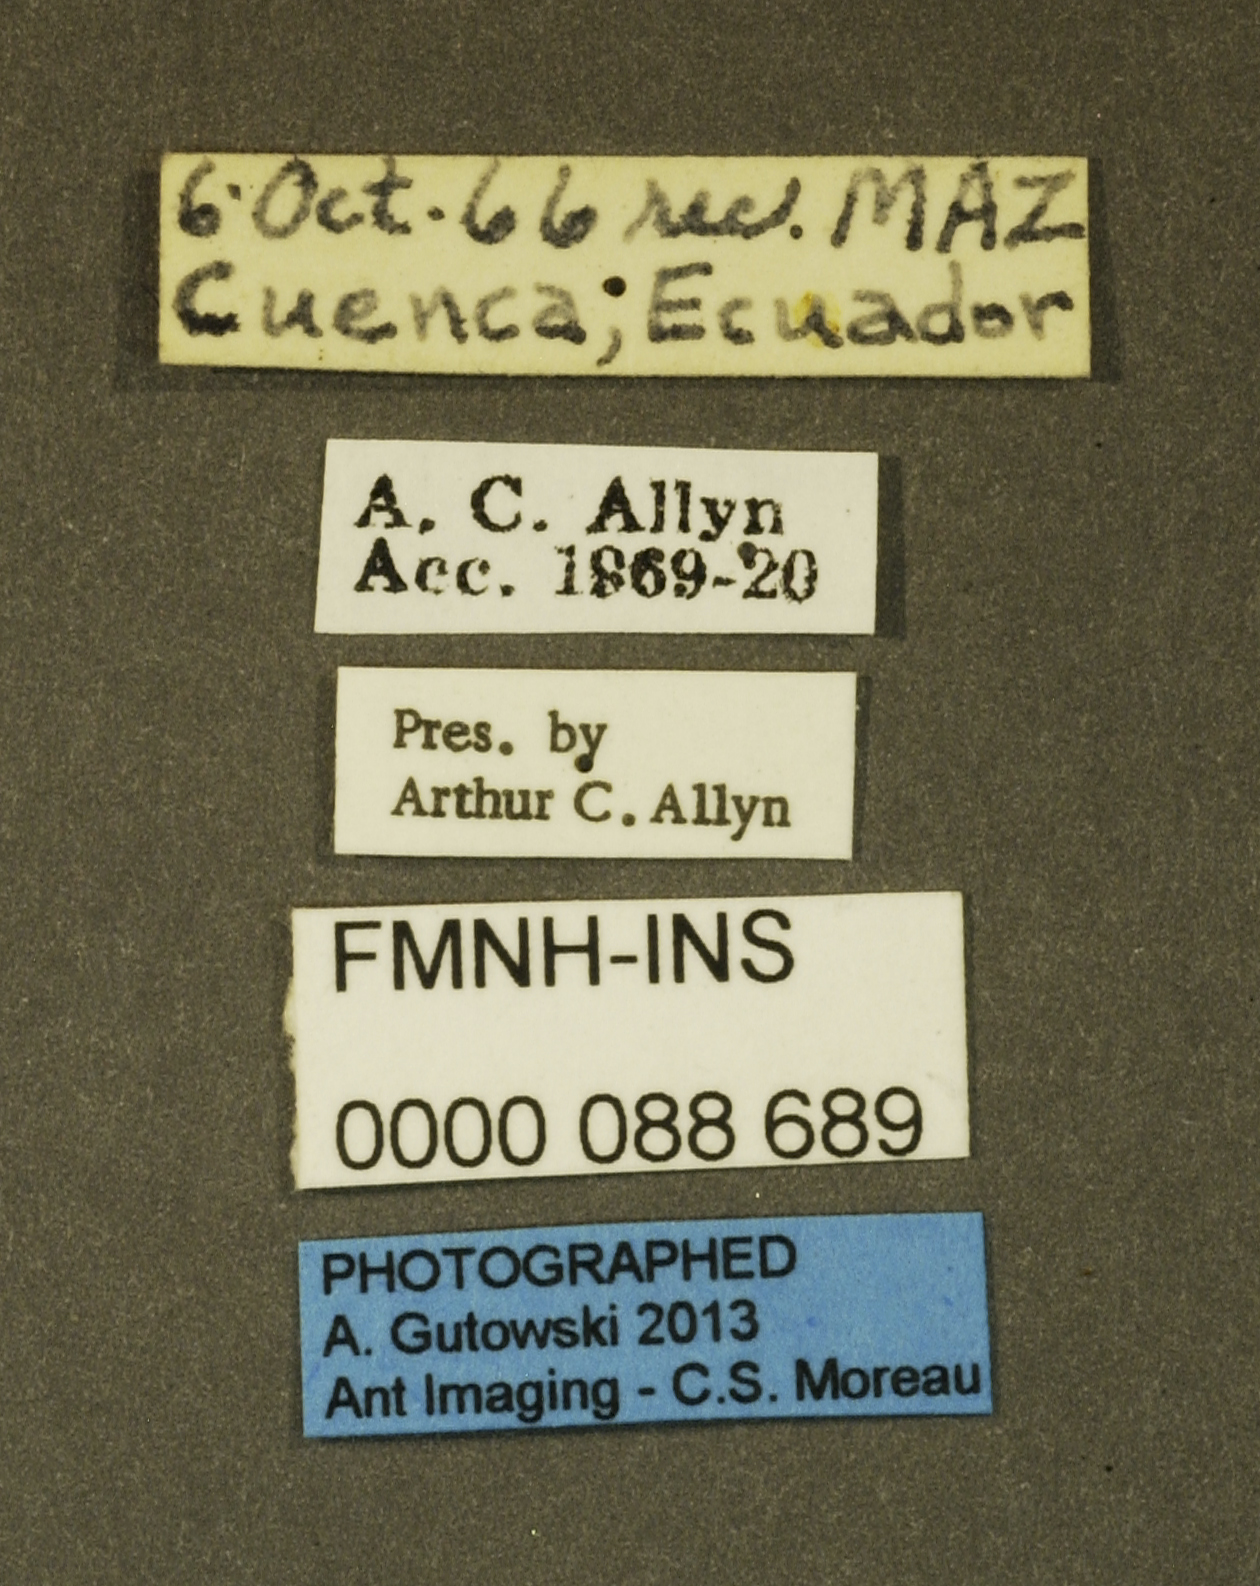 6 Oct. 66 rec. MAZ
Cuenca; Ecuador
A. C. Allyn
Acc. 1969-20
Pres. by
Arthur C. Allyn
FMNH-INS
0000 088 689
PHOTOGRAPHED
A. Gutowski 2013
Ant Imaging - C.S. Moreau